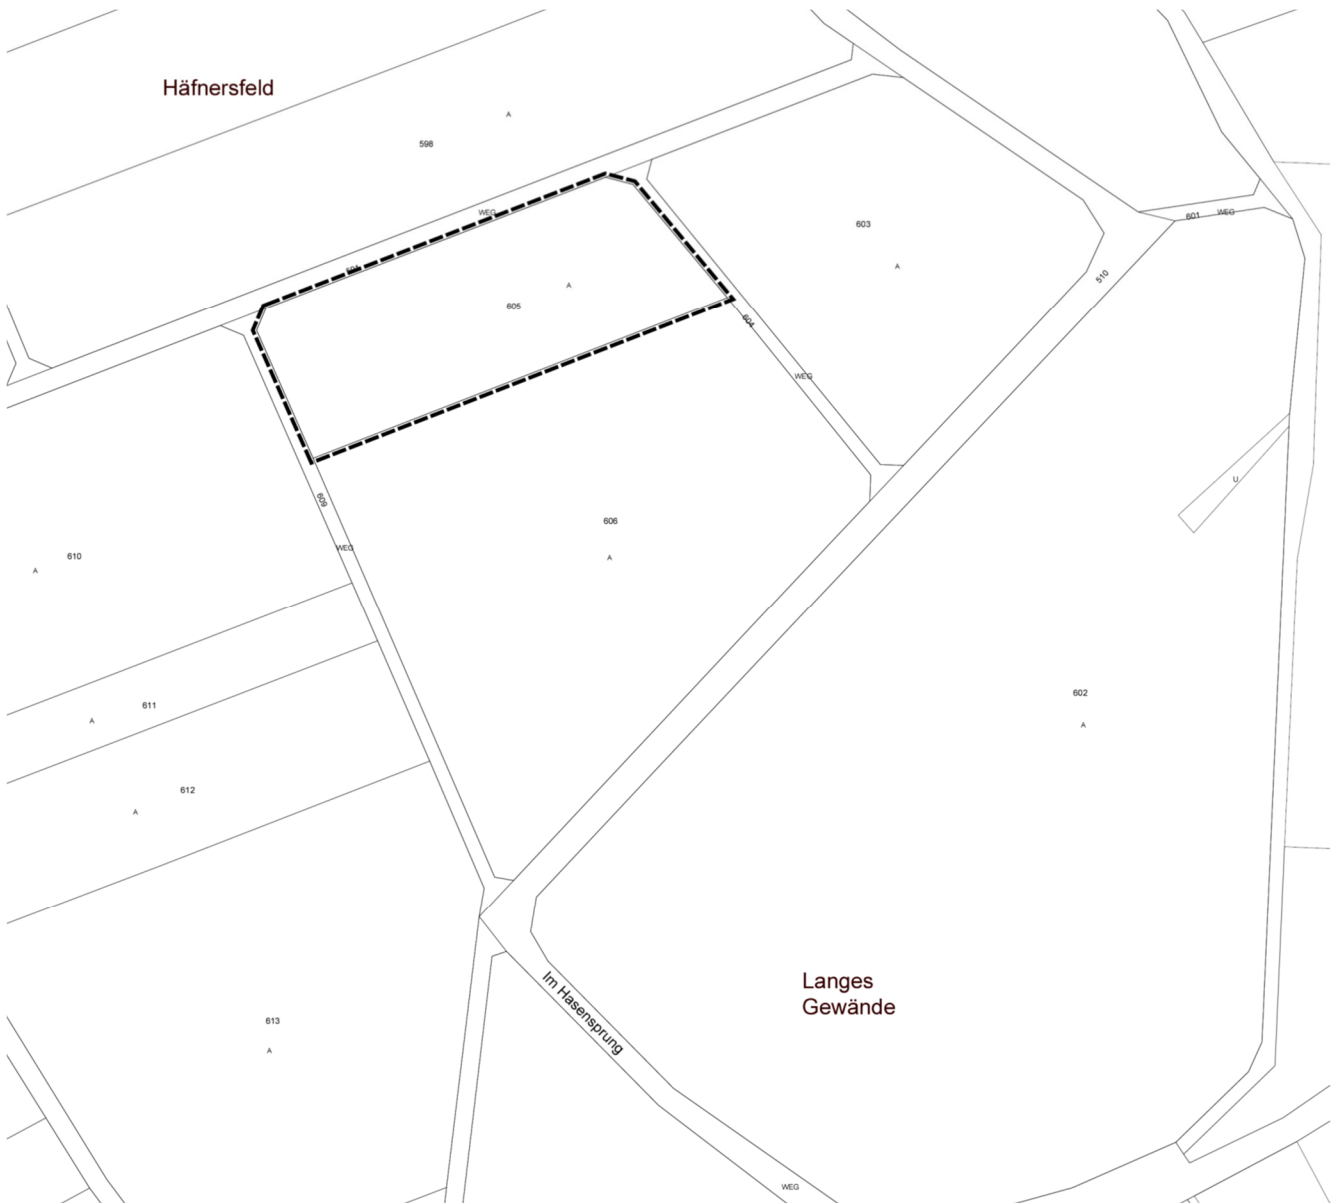 Häfnersfeld
A
598
WEG
603
A
601
WEG
510
A
605
604
WEG
609
WEG
606
A
U
610
A
611
A
612
A
602
A
Langes
Gewände
Im Hasensprung
613
A
WEG